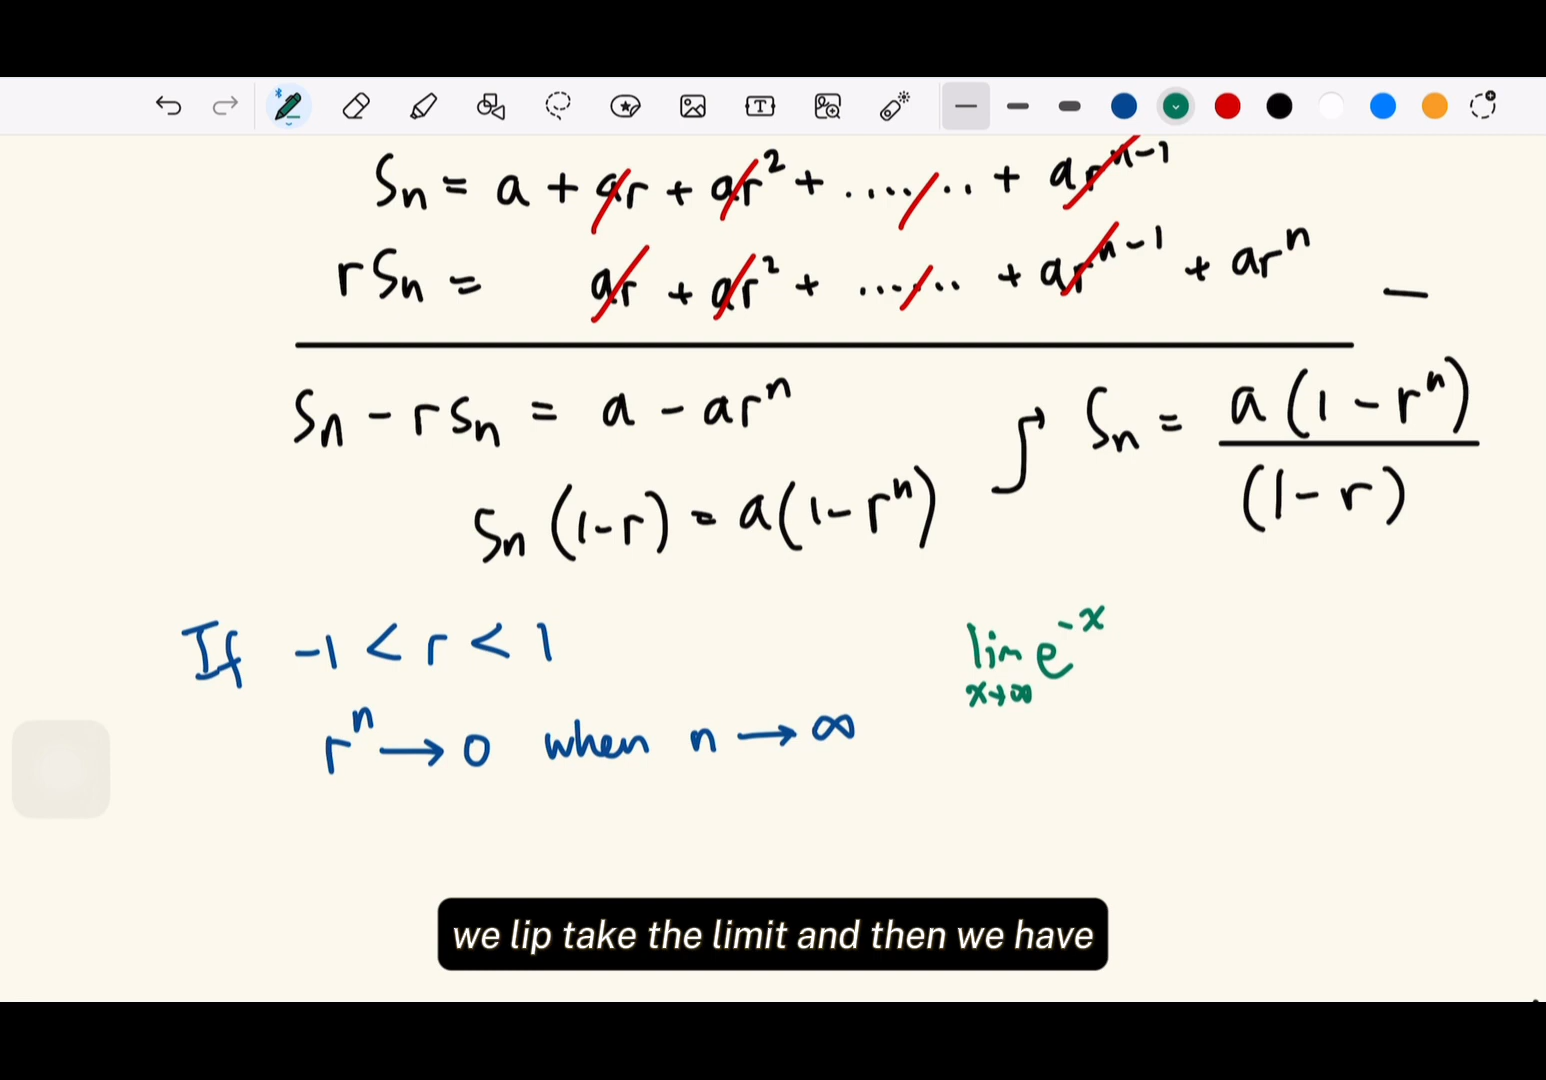 Sn = a + ar + ar² + ....... + arⁿ⁻¹
rSn = ar + ar² + ...... + arⁿ⁻¹ + arⁿ −
Sn − rSn = a − arⁿ
Sn (1−r) = a(1−rⁿ)
Sn = a(1−rⁿ) / (1−r)
If −1 < r < 1
rⁿ → 0 when n → ∞
lim e⁻ˣ
x→∞
we lip take the limit and then we have